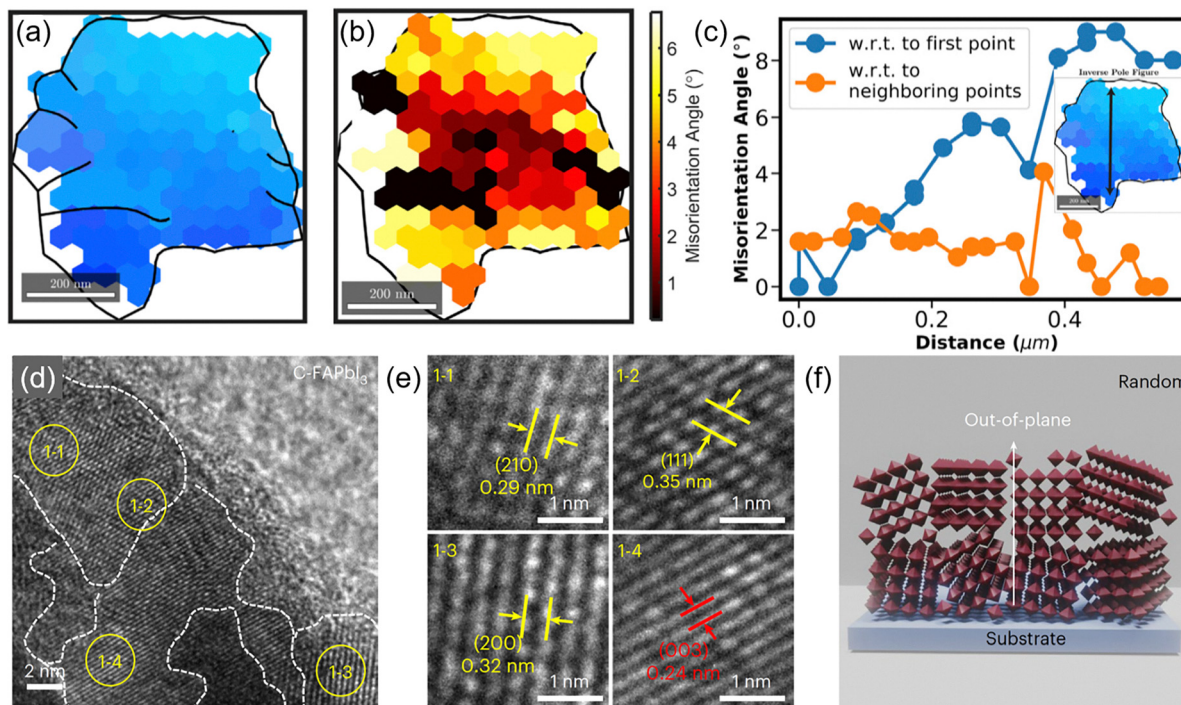 (a)
200 nm
(b)
200 nm
Misorientation Angle (°)
6
5
4
3
2
1
(c)
w.r.t. to first point
w.r.t. to
neighboring points
Misorientation Angle (°)
8
6
4
2
0
0.0
0.2
0.4
Distance (μm)
Inverse Pole Figure
200 nm
(d)
C-FAPbI3
1-1
1-2
1-4
1-3
2 nm
(e)
1-1
(210)
0.29 nm
1 nm
1-2
(111)
0.35 nm
1 nm
1-3
(200)
0.32 nm
1 nm
1-4
(003)
0.24 nm
1 nm
(f)
Random
Out-of-plane
Substrate